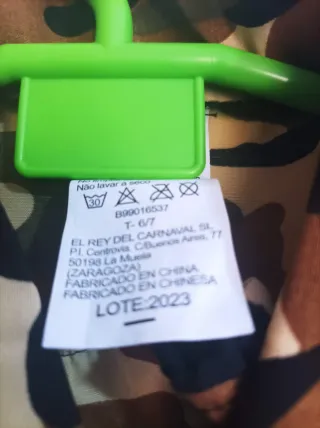 Não lavar a seco
30
B99016537
T- 6/7
EL REY DEL CARNAVAL SL.
P.I. Centrovia, C/Buenos Aires, 77
50198 La Muela
(ZARAGOZA)
FABRICADO EN CHINA
FABRICADO EN CHINESA
LOTE:2023